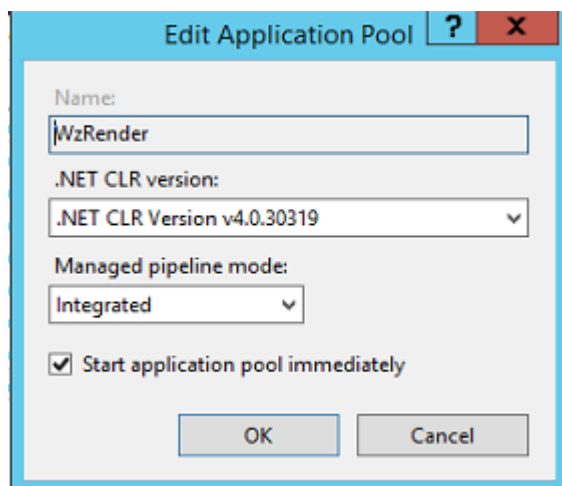 Edit Application Pool
?
X
Name:
WzRender
.NET CLR version:
.NET CLR Version v4.0.30319
Managed pipeline mode:
Integrated
Start application pool immediately
OK Cancel